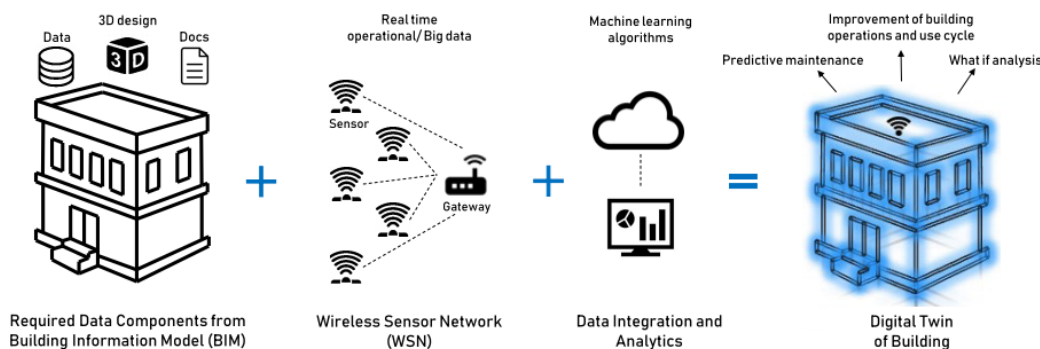 3D design
Data
3D
Docs
Required Data Components from
Building Information Model (BIM)
+
Real time
operational/ Big data
Sensor
Gateway
Wireless Sensor Network
(WSN)
+
Machine learning
algorithms
Data Integration and
Analytics
=
Improvement of building
operations and use cycle
Predictive maintenance
What if analysis
Digital Twin
of Building